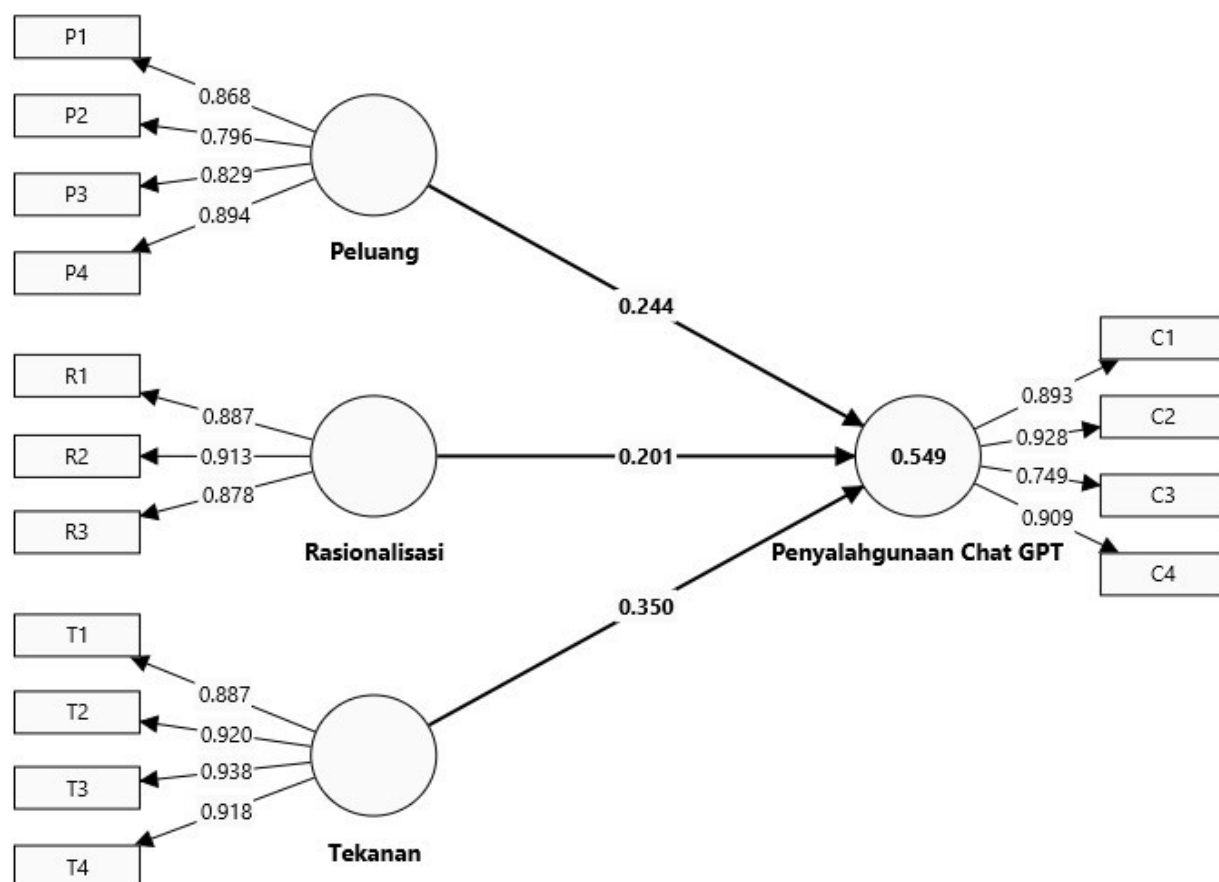 P1
0.868
P2
0.796
P3
0.829
0.894
P4
Peluang
0.244
R1
0.887
R2
0.913
0.878
R3
Rasionalisasi
0.201
T1
0.887
T2
0.920
T3
0.938
0.918
T4
Tekanan
0.350
0.549
Penyalahgunaan Chat GPT
C1
0.893
C2
0.928
0.749
C3
0.909
C4